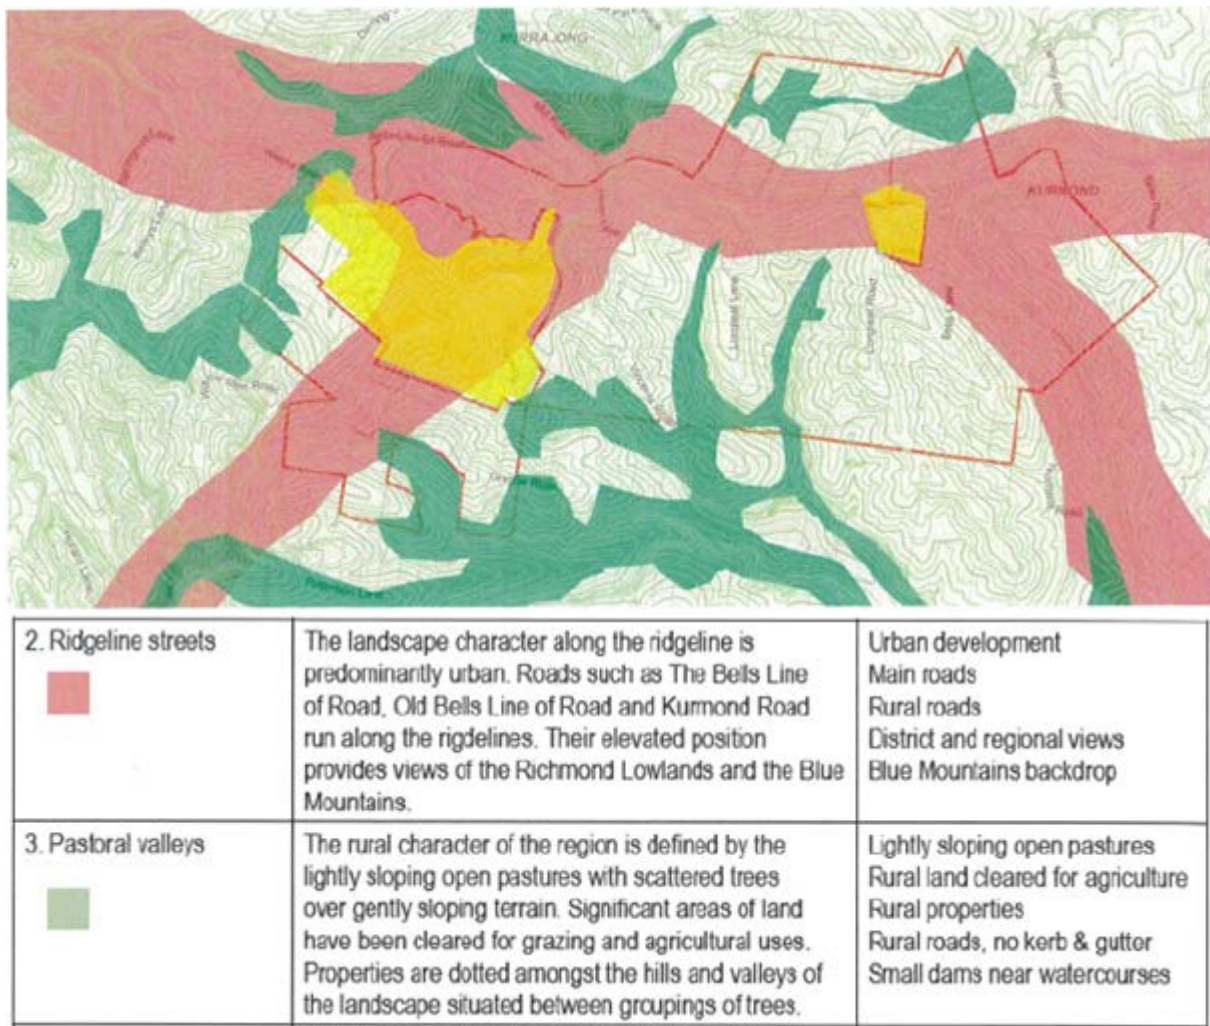 KURRAJONG
KURMOND
Longleaf Lane
Longleat Road
2. Ridgeline streets
The landscape character along the ridgeline is
predominantly urban. Roads such as The Bells Line
of Road, Old Bells Line of Road and Kurmond Road
run along the rigdelines. Their elevated position
provides views of the Richmond Lowlands and the Blue
Mountains.
Urban development
Main roads
Rural roads
District and regional views
Blue Mountains backdrop
3. Pastoral valleys
The rural character of the region is defined by the
lightly sloping open pastures with scattered trees
over gently sloping terrain. Significant areas of land
have been cleared for grazing and agricultural uses.
Properties are dotted amongst the hills and valleys of
the landscape situated between groupings of trees.
Lightly sloping open pastures
Rural land cleared for agriculture
Rural properties
Rural roads, no kerb & gutter
Small dams near watercourses